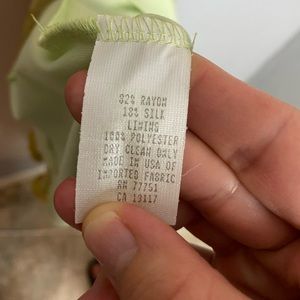 82% RAYON
18% SILK
LINING
100% POLYESTER
DRY CLEAN ONLY
MADE IN USA OF
IMPORTED FABRIC
RN 77751
CA 19117